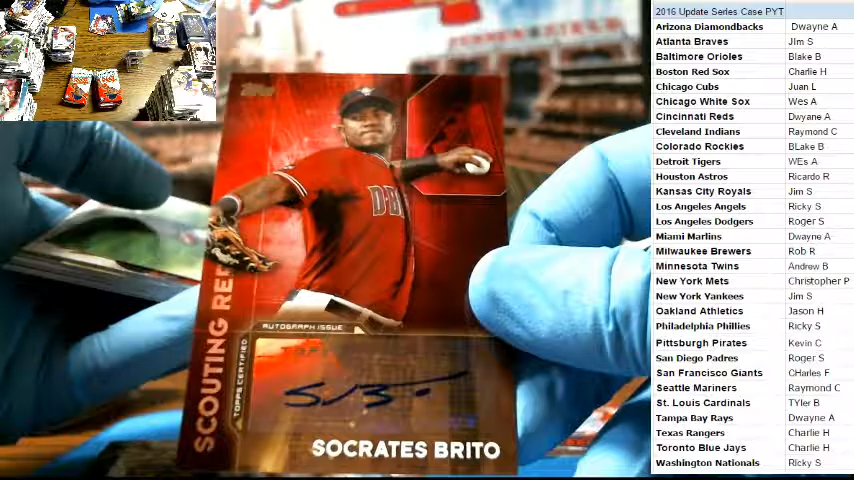 2016 Update Series Case PYT
Arizona Diamondbacks Dwayne A
Atlanta Braves Jim S
Baltimore Orioles Blake B
Boston Red Sox Charlie H
Chicago Cubs Juan L
Chicago White Sox Wes A
Cincinnati Reds Dwyane A
Cleveland Indians Raymond C
Colorado Rockies BLake B
Detroit Tigers WEs A
Houston Astros Ricardo R
Kansas City Royals Jim S
Los Angeles Angels Ricky S
Los Angeles Dodgers Roger S
Miami Marlins Dwayne A
Milwaukee Brewers Rob R
Minnesota Twins Andrew B
New York Mets Christopher P
New York Yankees Jim S
Oakland Athletics Jason H
Philadelphia Phillies Ricky S
Pittsburgh Pirates Kevin C
San Diego Padres Roger S
San Francisco Giants CHarles F
Seattle Mariners Raymond C
St. Louis Cardinals TYler B
Tampa Bay Rays Dwayne A
Texas Rangers Charlie H
Toronto Blue Jays Charlie H
Washington Nationals Ricky S
Topps
SCOUTING
AUTOGRAPH ISSUE
TOPPS CERTIFIED
SOCRATES BRITO